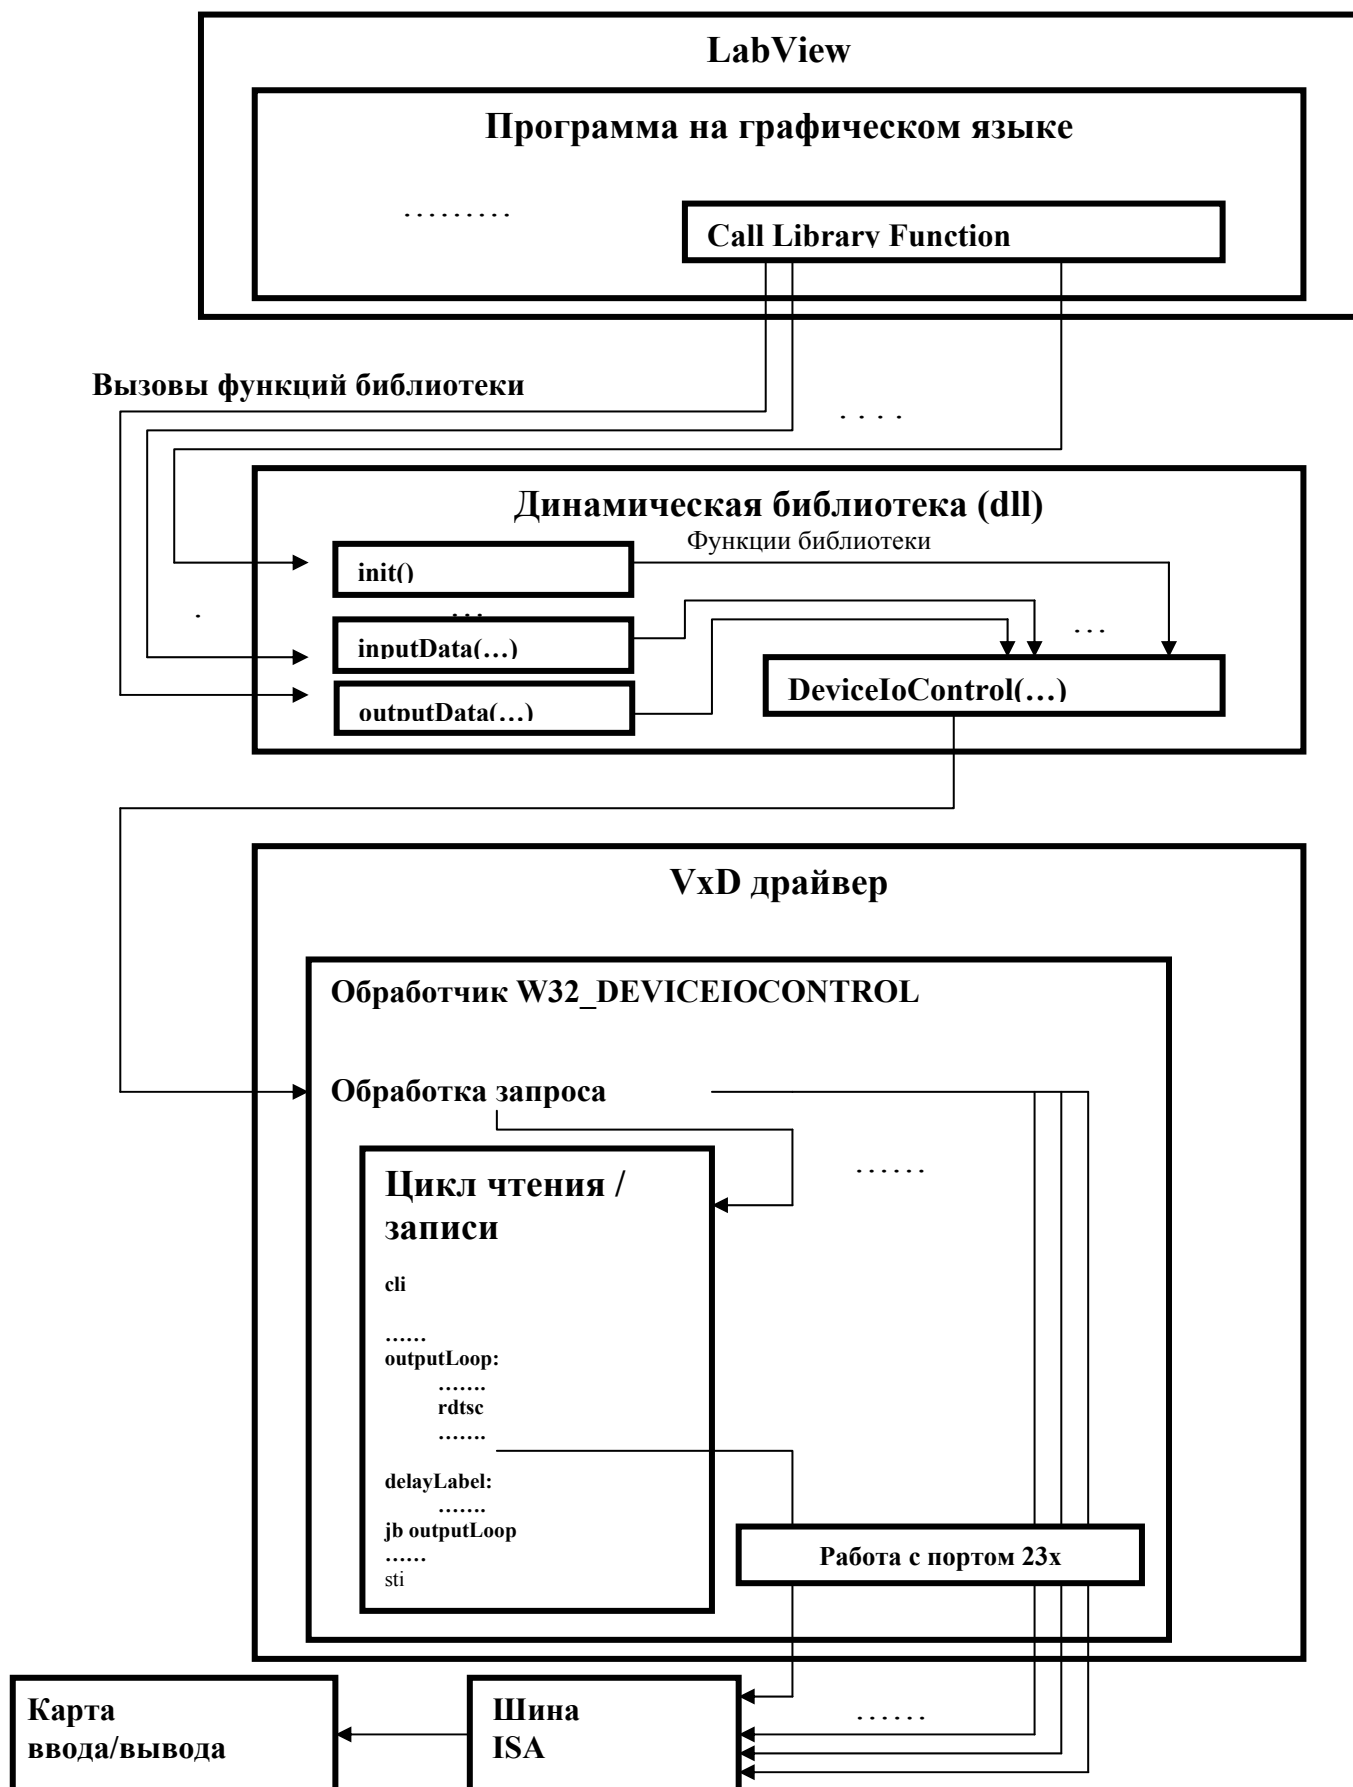 LabView
Программа на графическом языке
.........
Call Library Function
Вызовы функций библиотеки
. . . .
Динамическая библиотека (dll)
Функции библиотеки
init()
.
...
...
inputData(…)
outputData(…)
DeviceIoControl(…)
VxD драйвер
Обработчик W32_DEVICEIOCONTROL
Обработка запроса
......
Цикл чтения /
записи
cli
……
outputLoop:
…….
rdtsc
…….
delayLabel:
…….
jb outputLoop
……
sti
Работа с портом 23x
......
Карта
ввода/вывода
Шина
ISA